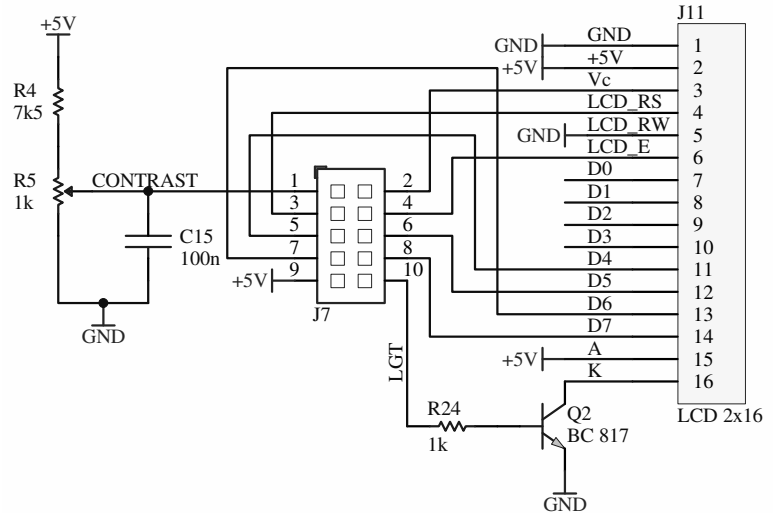 J11
+5V
GND
GND 1
+5V
+5V 2
Vc 3
R4
7k5
LCD_RS 4
GND
LCD_RW 5
LCD_E 6
R5
1k
CONTRAST
1 2
D0 7
3 4
D1 8
5 6
D2 9
C15
100n
7 8
D3 10
+5V
9 10
D4 11
J7
D5 12
GND
D6 13
D7 14
LGT
+5V
A 15
K 16
R24
1k
Q2
BC 817
LCD 2x16
GND